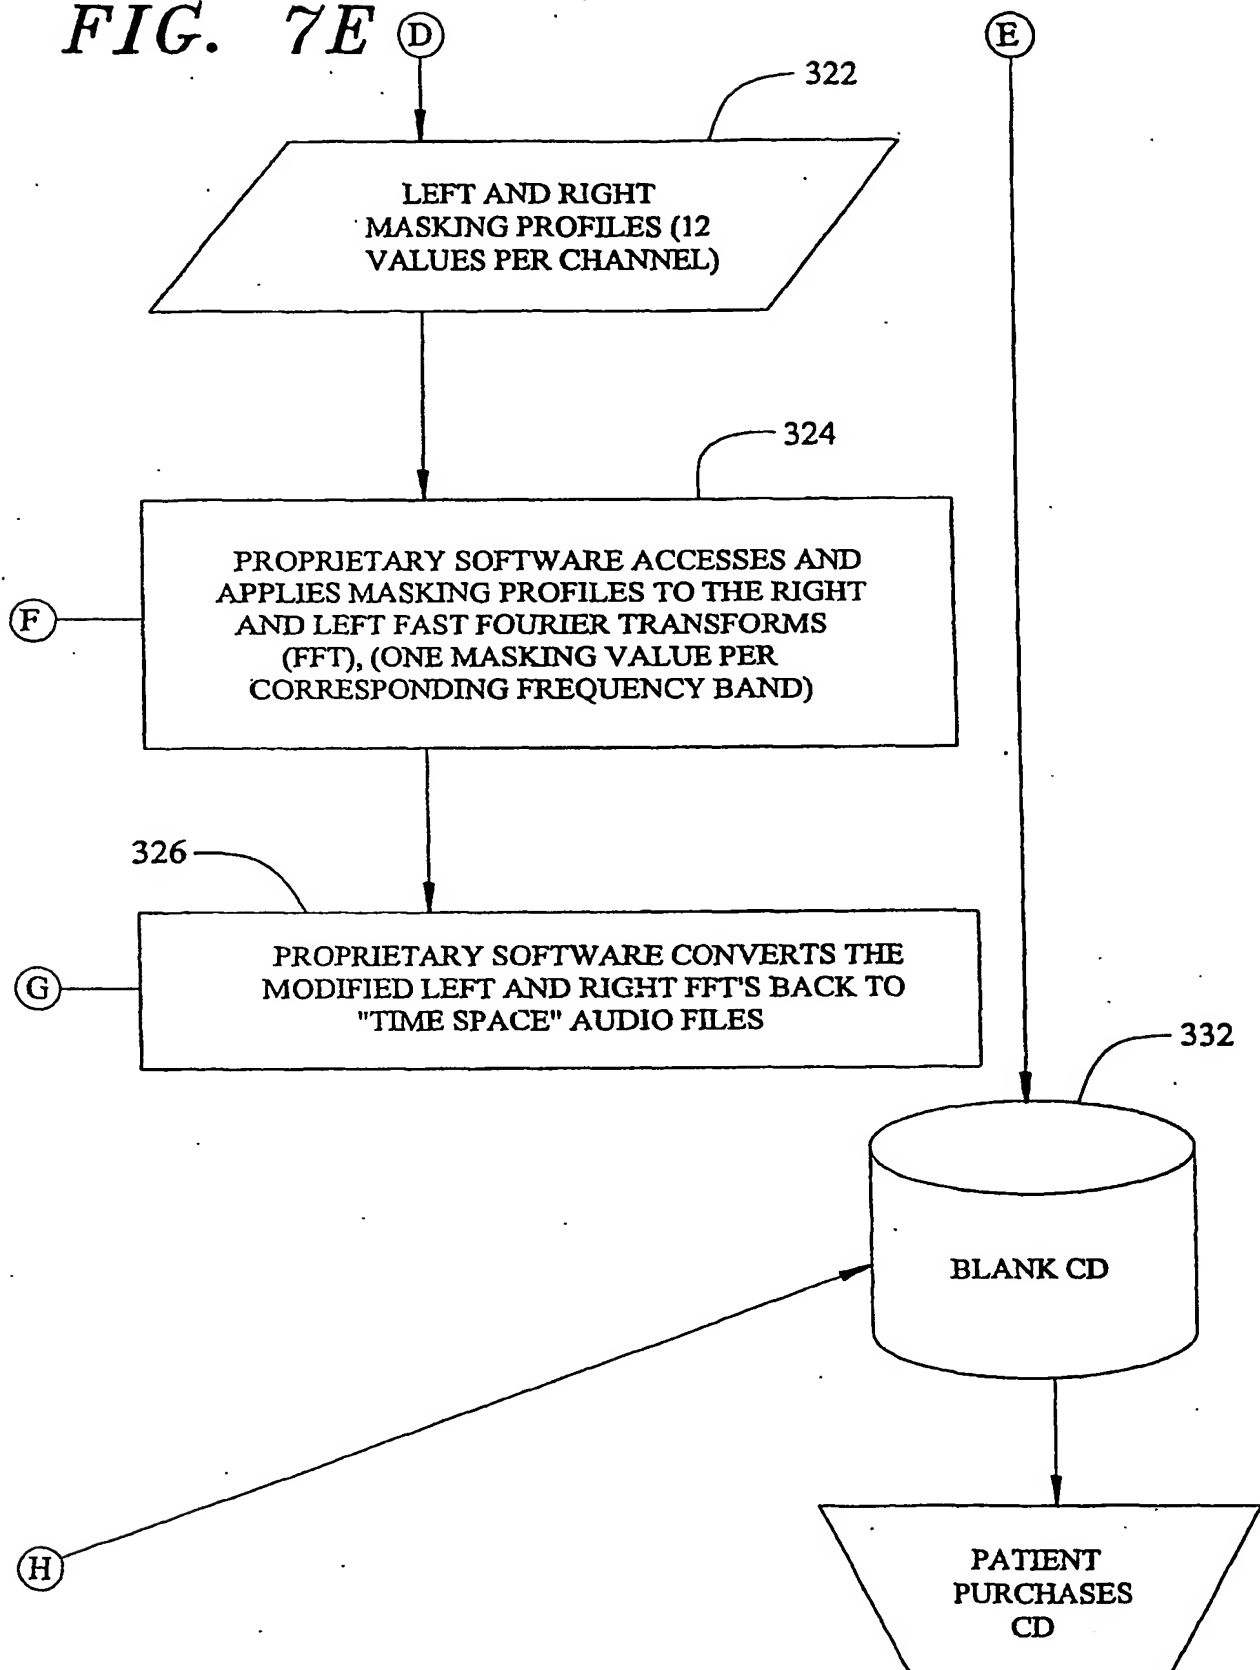 FIG. 7E
D
E
322
LEFT AND RIGHT
MASKING PROFILES (12
VALUES PER CHANNEL)
324
PROPRIETARY SOFTWARE ACCESSES AND
APPLIES MASKING PROFILES TO THE RIGHT
AND LEFT FAST FOURIER TRANSFORMS
(FFT), (ONE MASKING VALUE PER
CORRESPONDING FREQUENCY BAND)
F
326
PROPRIETARY SOFTWARE CONVERTS THE
MODIFIED LEFT AND RIGHT FFT'S BACK TO
"TIME SPACE" AUDIO FILES
G
332
BLANK CD
H
PATIENT
PURCHASES
CD